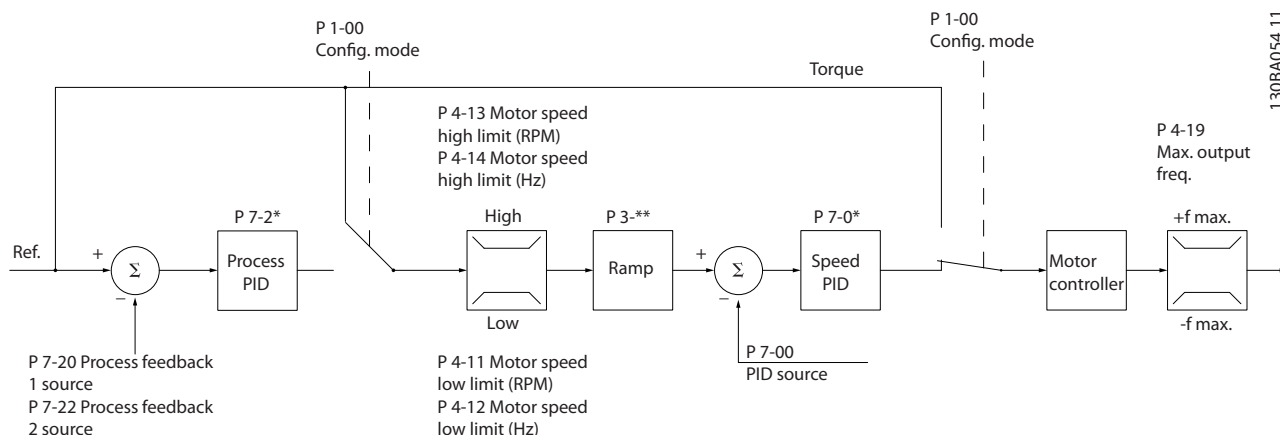 P 1-00
Config. mode
P 1-00
Config. mode
130BA054.11
Torque
P 4-13 Motor speed
high limit (RPM)
P 4-14 Motor speed
high limit (Hz)
P 4-19
Max. output
freq.
P 7-2*
High
P 3-**
P 7-0*
+f max.
Ref.
+
Σ
–
Process
PID
Ramp
+
Σ
–
Speed
PID
Motor
controller
Low
-f max.
P 7-20 Process feedback
1 source
P 7-22 Process feedback
2 source
P 4-11 Motor speed
low limit (RPM)
P 4-12 Motor speed
low limit (Hz)
P 7-00
PID source